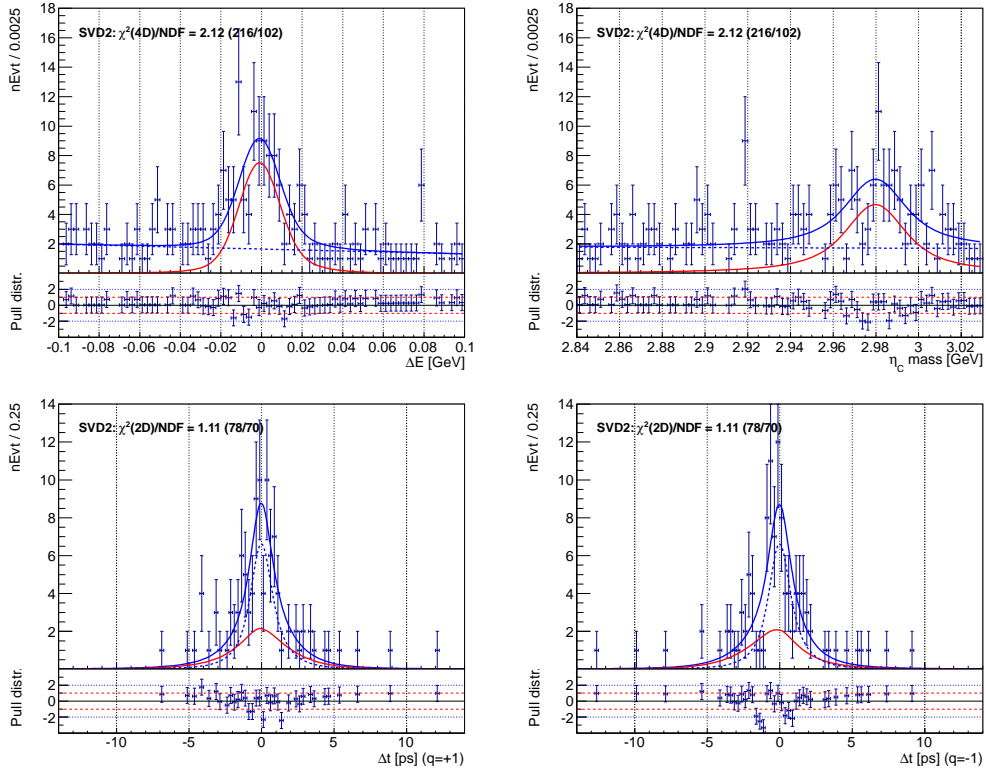 SVD2: χ²(4D)/NDF = 2.12 (216/102)
nEvt / 0.0025
18
16
14
12
10
8
6
4
2
Pull distr.
2
1
0
-1
-2
-0.1 -0.08 -0.06 -0.04 -0.02 0 0.02 0.04 0.06 0.08 0.1
ΔE [GeV]
SVD2: χ²(4D)/NDF = 2.12 (216/102)
nEvt / 0.0025
18
16
14
12
10
8
6
4
2
Pull distr.
2
1
0
-1
-2
2.84 2.86 2.88 2.9 2.92 2.94 2.96 2.98 3 3.02
η_C mass [GeV]
SVD2: χ²(2D)/NDF = 1.11 (78/70)
nEvt / 0.25
14
12
10
8
6
4
2
Pull distr.
2
1
0
-1
-2
-10 -5 0 5 10
Δt [ps] (q=+1)
SVD2: χ²(2D)/NDF = 1.11 (78/70)
nEvt / 0.25
14
12
10
8
6
4
2
Pull distr.
2
1
0
-1
-2
-10 -5 0 5 10
Δt [ps] (q=-1)